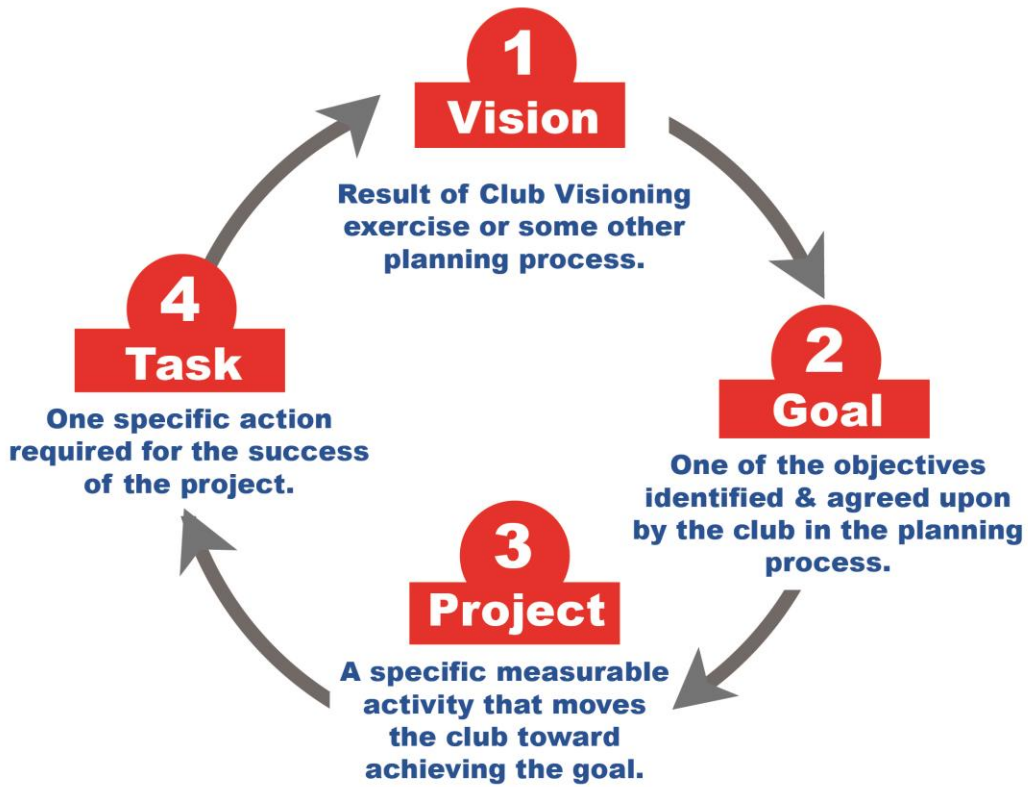 1
Vision
Result of Club Visioning
exercise or some other
planning process.
2
Goal
One of the objectives
identified & agreed upon
by the club in the planning
process.
3
Project
A specific measurable
activity that moves
the club toward
achieving the goal.
4
Task
One specific action
required for the success
of the project.